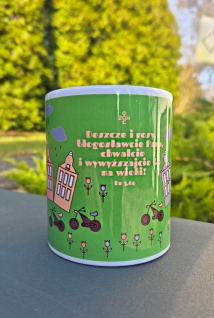 Deszcze i rosy,
błogosławcie Pana,
chwalcie
i wywyższajcie Go
na wieki!
Dn 3,64